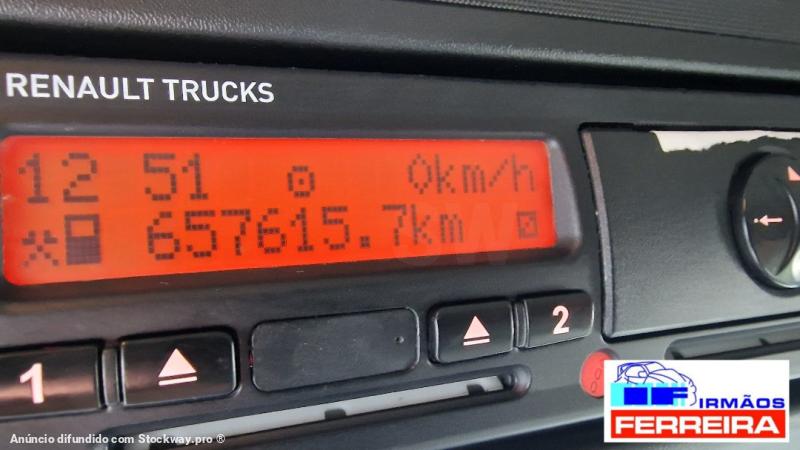 RENAULT TRUCKS
12 51 0km/h
657615.7km
1
2
IRMÃOS
FERREIRA
Anúncio difundido com Stockway.pro ®